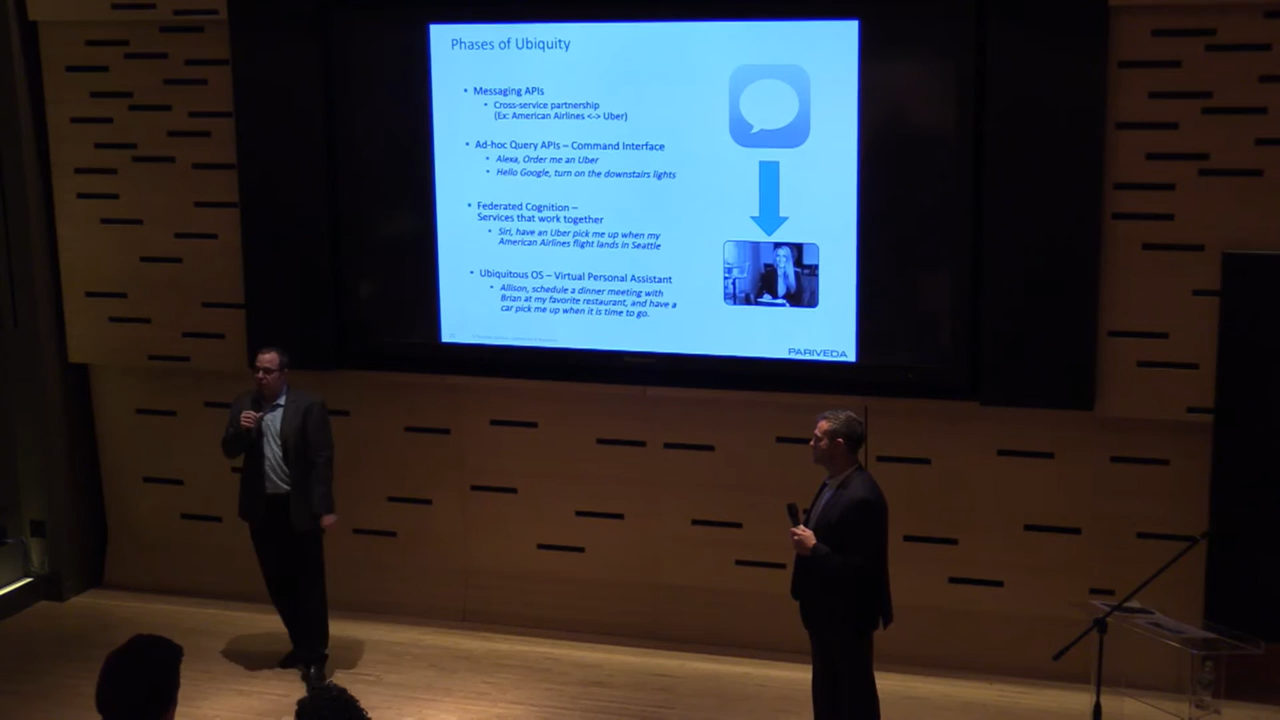 Phases of Ubiquity
• Messaging APIs
• Cross-service partnership
(Ex: American Airlines <-> Uber)
• Ad-hoc Query APIs – Command Interface
• Alexa, Order me an Uber
• Hello Google, turn on the downstairs lights
• Federated Cognition –
Services that work together
• Siri, have an Uber pick me up when my
American Airlines flight lands in Seattle
• Ubiquitous OS – Virtual Personal Assistant
• Allison, schedule a dinner meeting with
Brian at my favorite restaurant, and have a
car pick me up when it is time to go.
PARIVEDA